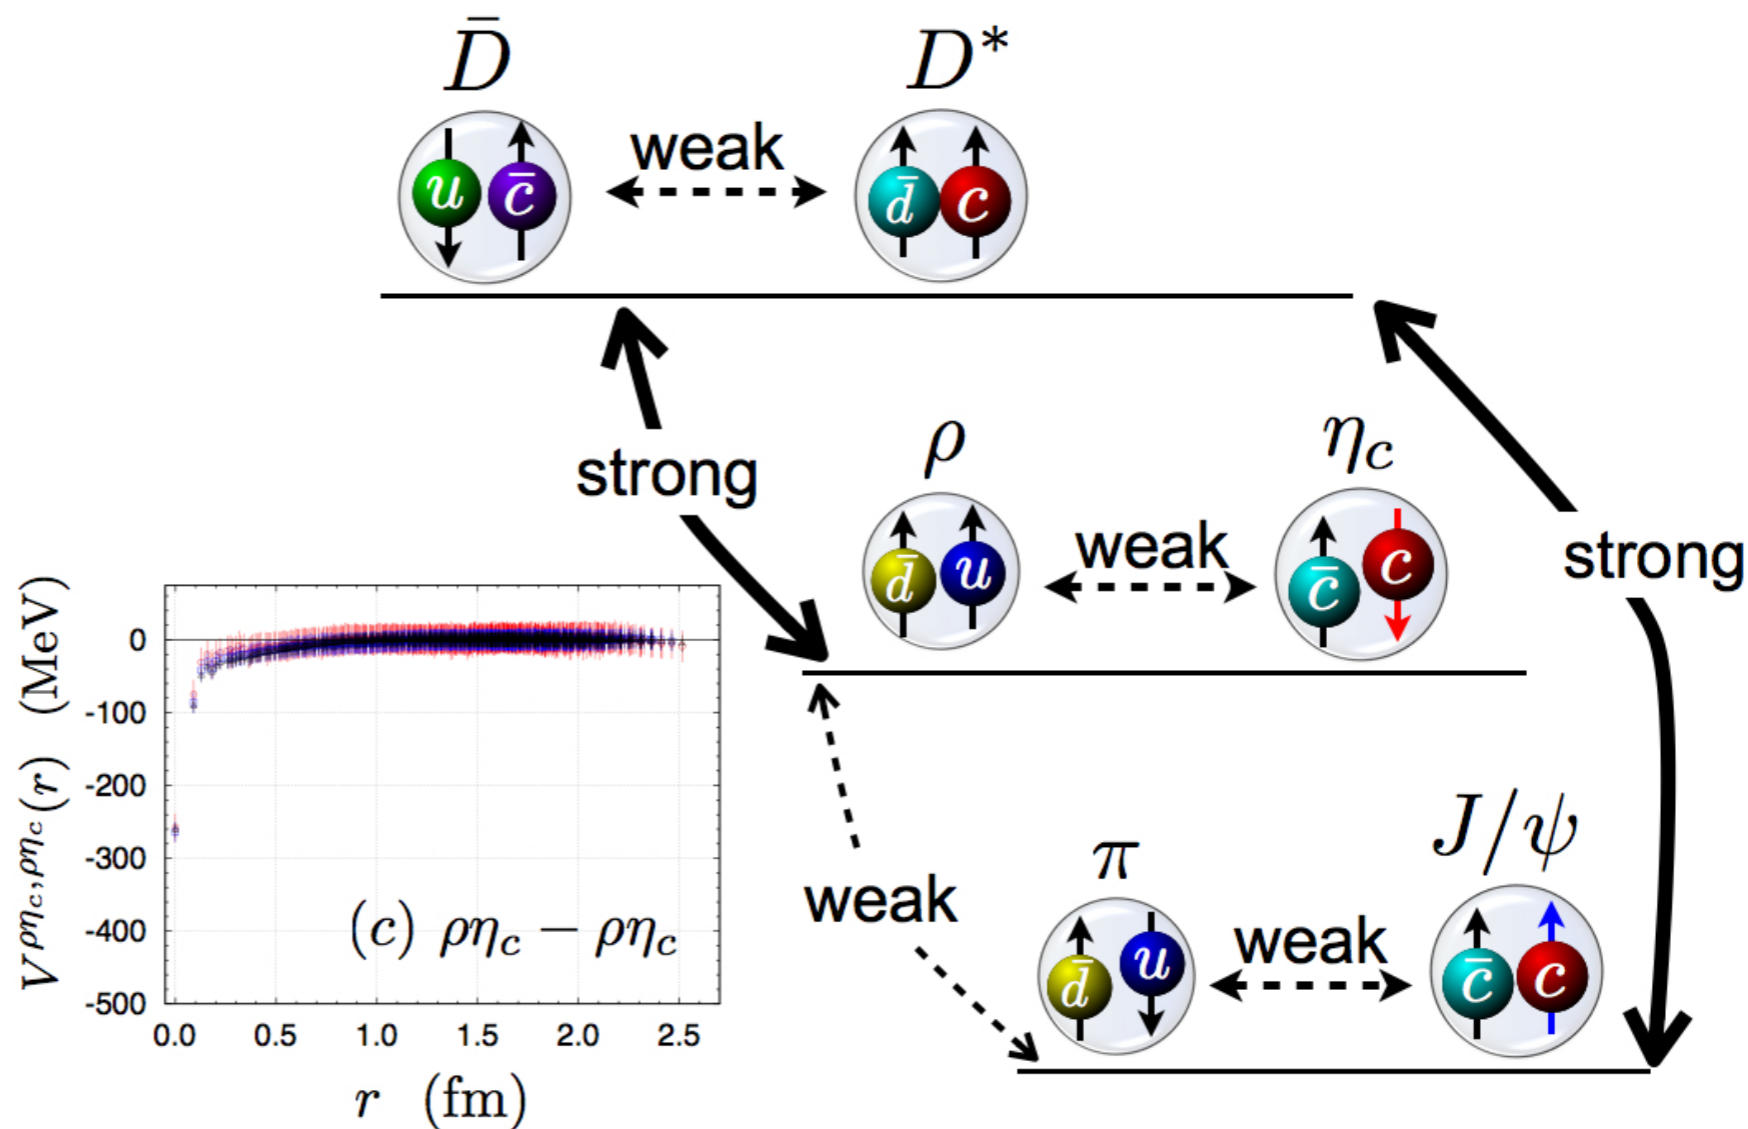 D̄ D*
weak
u c̄ d̄ c
strong
ρ η_c
weak
d̄ u c̄ c
strong
V^{ρη_c,ρη_c}(r) (MeV)
0
-100
-200
-300
-400
-500
(c) ρη_c − ρη_c
0.0 0.5 1.0 1.5 2.0 2.5
r (fm)
weak
π J/ψ
weak
d̄ u c̄ c